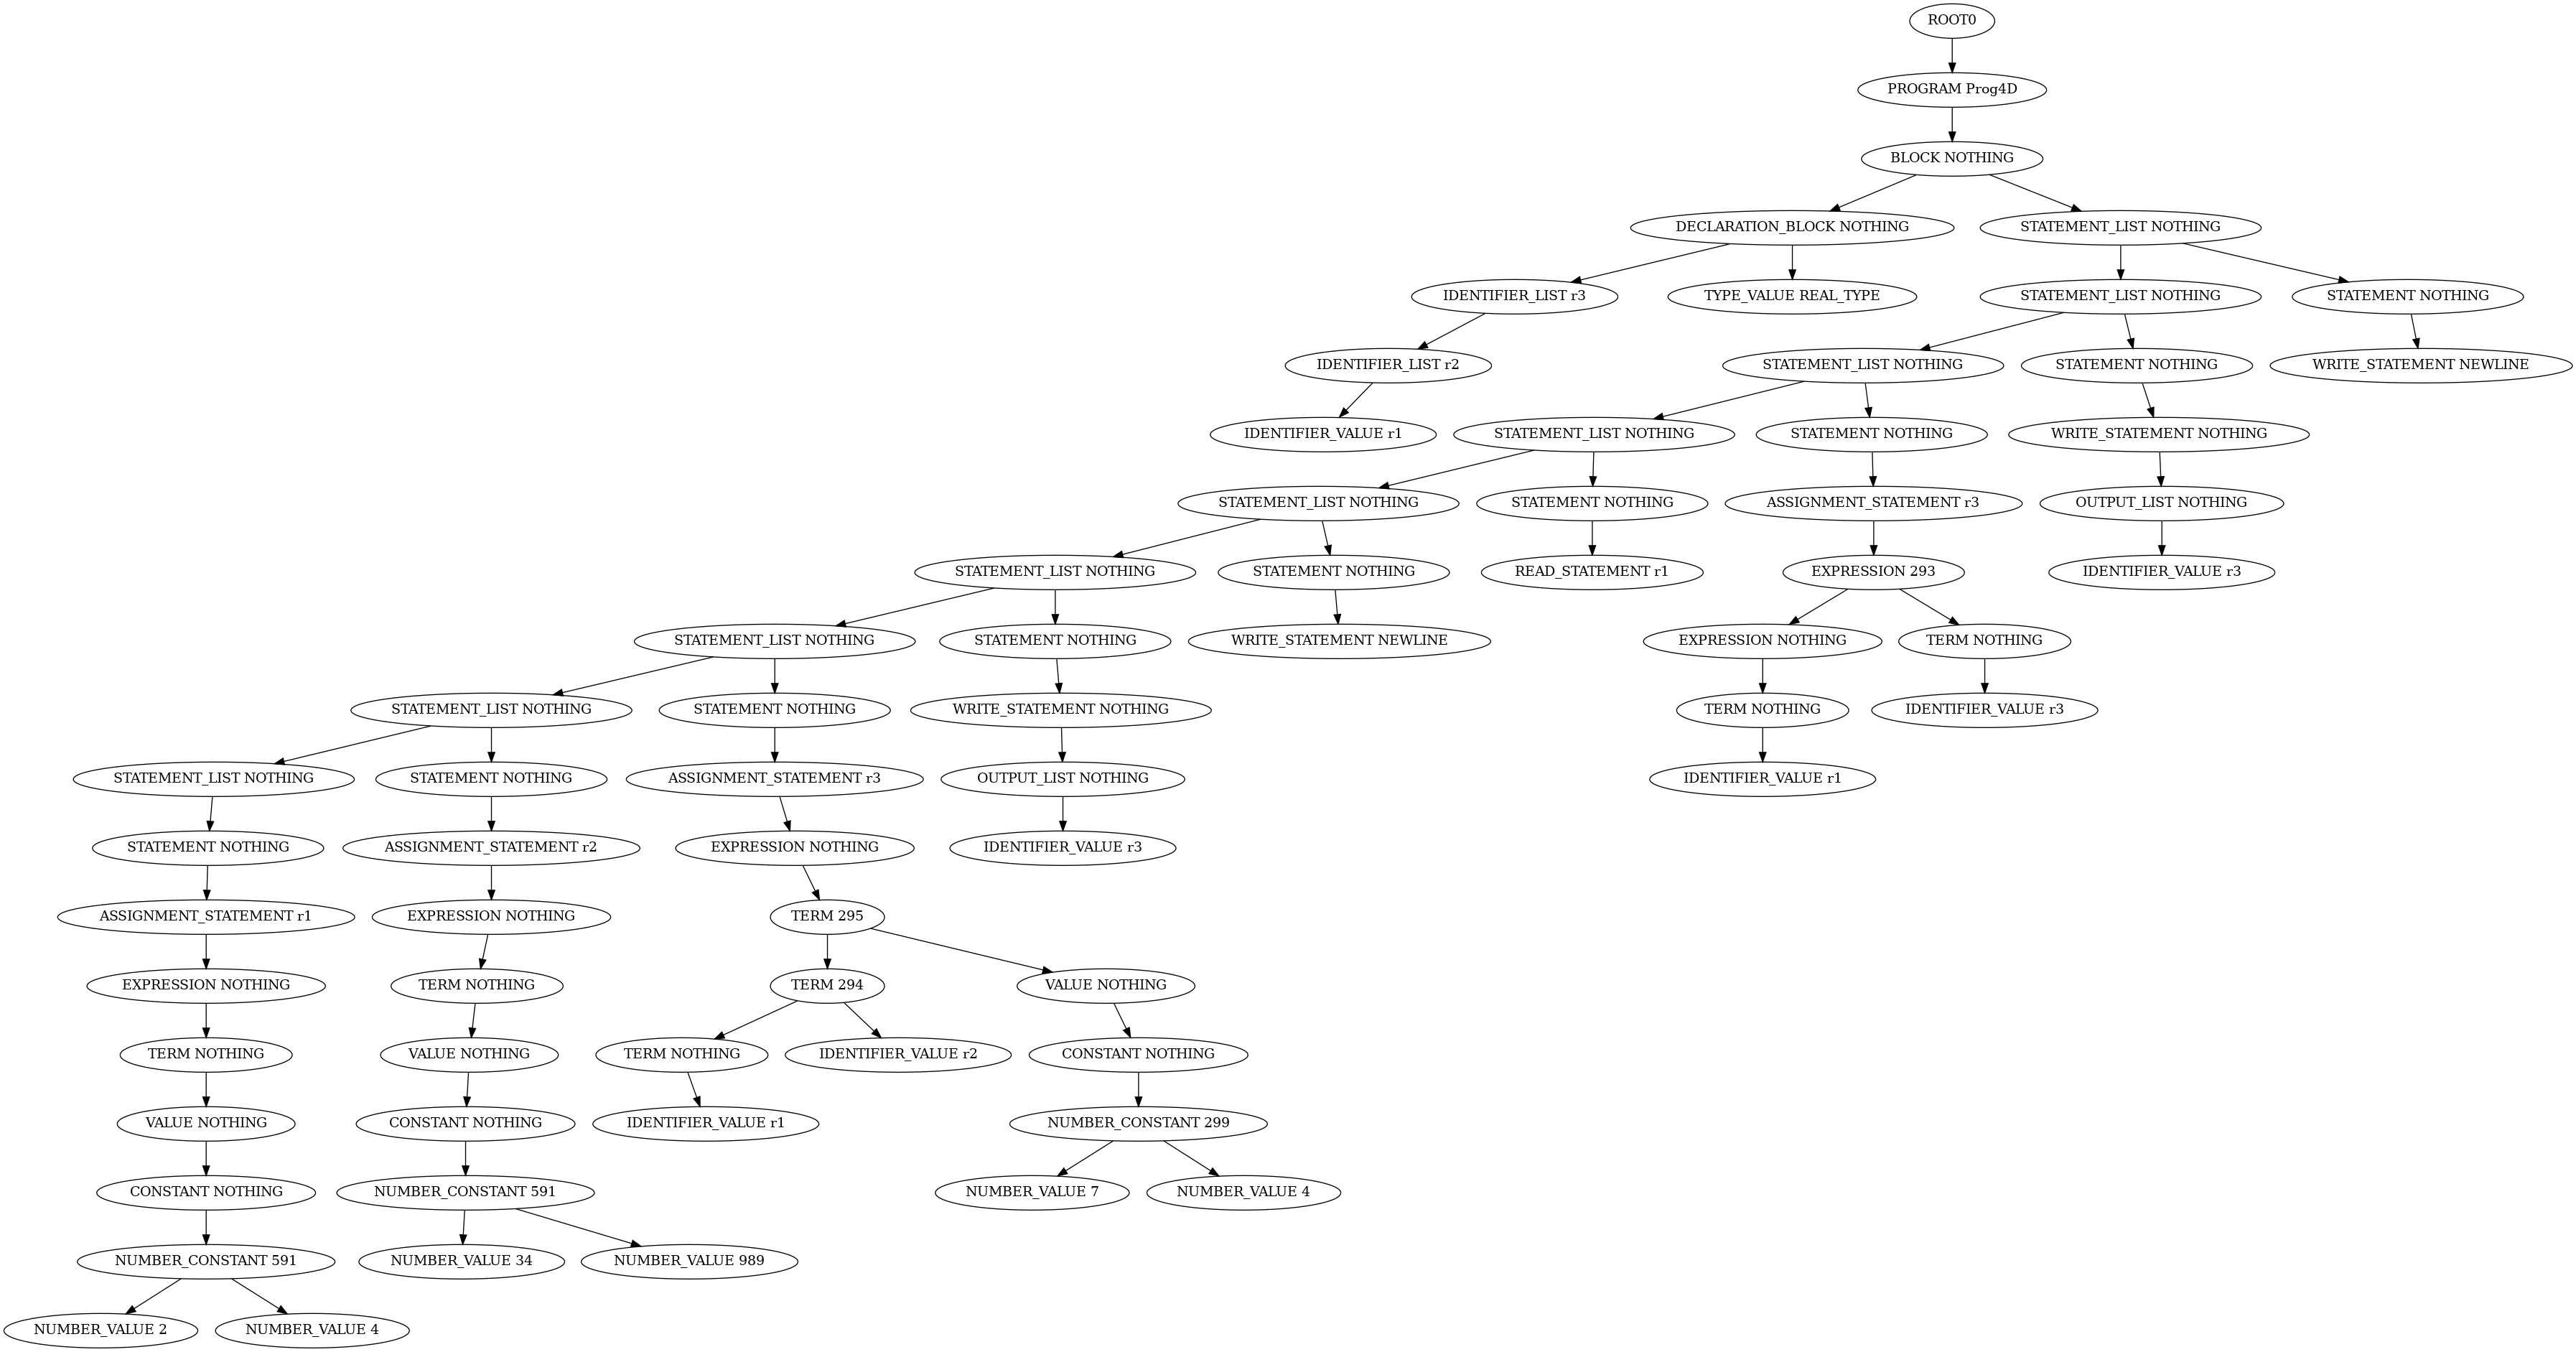 ROOT0
PROGRAM Prog4D
BLOCK NOTHING
DECLARATION_BLOCK NOTHING
STATEMENT_LIST NOTHING
IDENTIFIER_LIST r3
TYPE_VALUE REAL_TYPE
STATEMENT_LIST NOTHING
STATEMENT NOTHING
IDENTIFIER_LIST r2
STATEMENT_LIST NOTHING
STATEMENT NOTHING
WRITE_STATEMENT NEWLINE
IDENTIFIER_VALUE r1
STATEMENT_LIST NOTHING
STATEMENT NOTHING
WRITE_STATEMENT NOTHING
STATEMENT_LIST NOTHING
STATEMENT NOTHING
ASSIGNMENT_STATEMENT r3
OUTPUT_LIST NOTHING
STATEMENT_LIST NOTHING
STATEMENT NOTHING
READ_STATEMENT r1
EXPRESSION 293
IDENTIFIER_VALUE r3
STATEMENT_LIST NOTHING
STATEMENT NOTHING
WRITE_STATEMENT NEWLINE
EXPRESSION NOTHING
TERM NOTHING
STATEMENT_LIST NOTHING
STATEMENT NOTHING
WRITE_STATEMENT NOTHING
TERM NOTHING
IDENTIFIER_VALUE r3
STATEMENT_LIST NOTHING
STATEMENT NOTHING
ASSIGNMENT_STATEMENT r3
OUTPUT_LIST NOTHING
IDENTIFIER_VALUE r1
STATEMENT NOTHING
ASSIGNMENT_STATEMENT r2
EXPRESSION NOTHING
IDENTIFIER_VALUE r3
ASSIGNMENT_STATEMENT r1
EXPRESSION NOTHING
TERM 295
EXPRESSION NOTHING
TERM NOTHING
TERM 294
VALUE NOTHING
TERM NOTHING
VALUE NOTHING
TERM NOTHING
IDENTIFIER_VALUE r2
CONSTANT NOTHING
VALUE NOTHING
CONSTANT NOTHING
IDENTIFIER_VALUE r1
NUMBER_CONSTANT 299
CONSTANT NOTHING
NUMBER_CONSTANT 591
NUMBER_VALUE 7
NUMBER_VALUE 4
NUMBER_CONSTANT 591
NUMBER_VALUE 34
NUMBER_VALUE 989
NUMBER_VALUE 2
NUMBER_VALUE 4